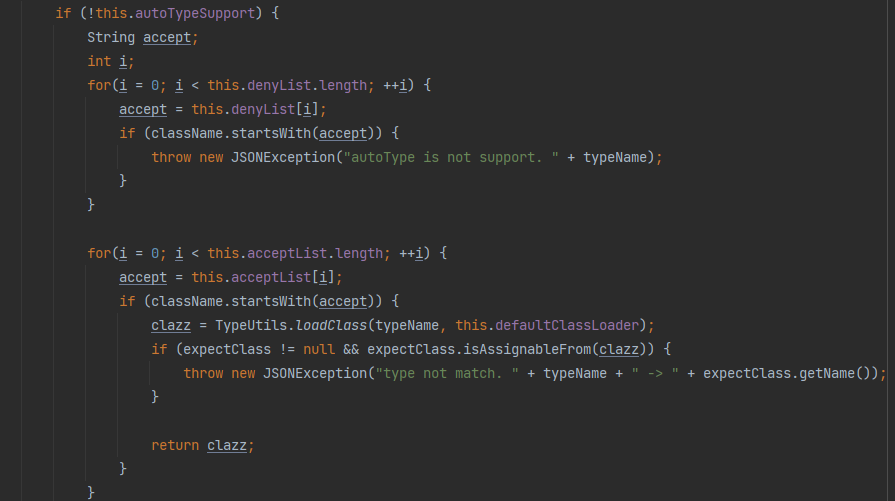 if (!this.autoTypeSupport) {
String accept;
int i;
for(i = 0; i < this.denyList.length; ++i) {
accept = this.denyList[i];
if (className.startsWith(accept)) {
throw new JSONException("autoType is not support. " + typeName);
}
}
for(i = 0; i < this.acceptList.length; ++i) {
accept = this.acceptList[i];
if (className.startsWith(accept)) {
clazz = TypeUtils.loadClass(typeName, this.defaultClassLoader);
if (expectClass != null && expectClass.isAssignableFrom(clazz)) {
throw new JSONException("type not match. " + typeName + " -> " + expectClass.getName());
}
return clazz;
}
}